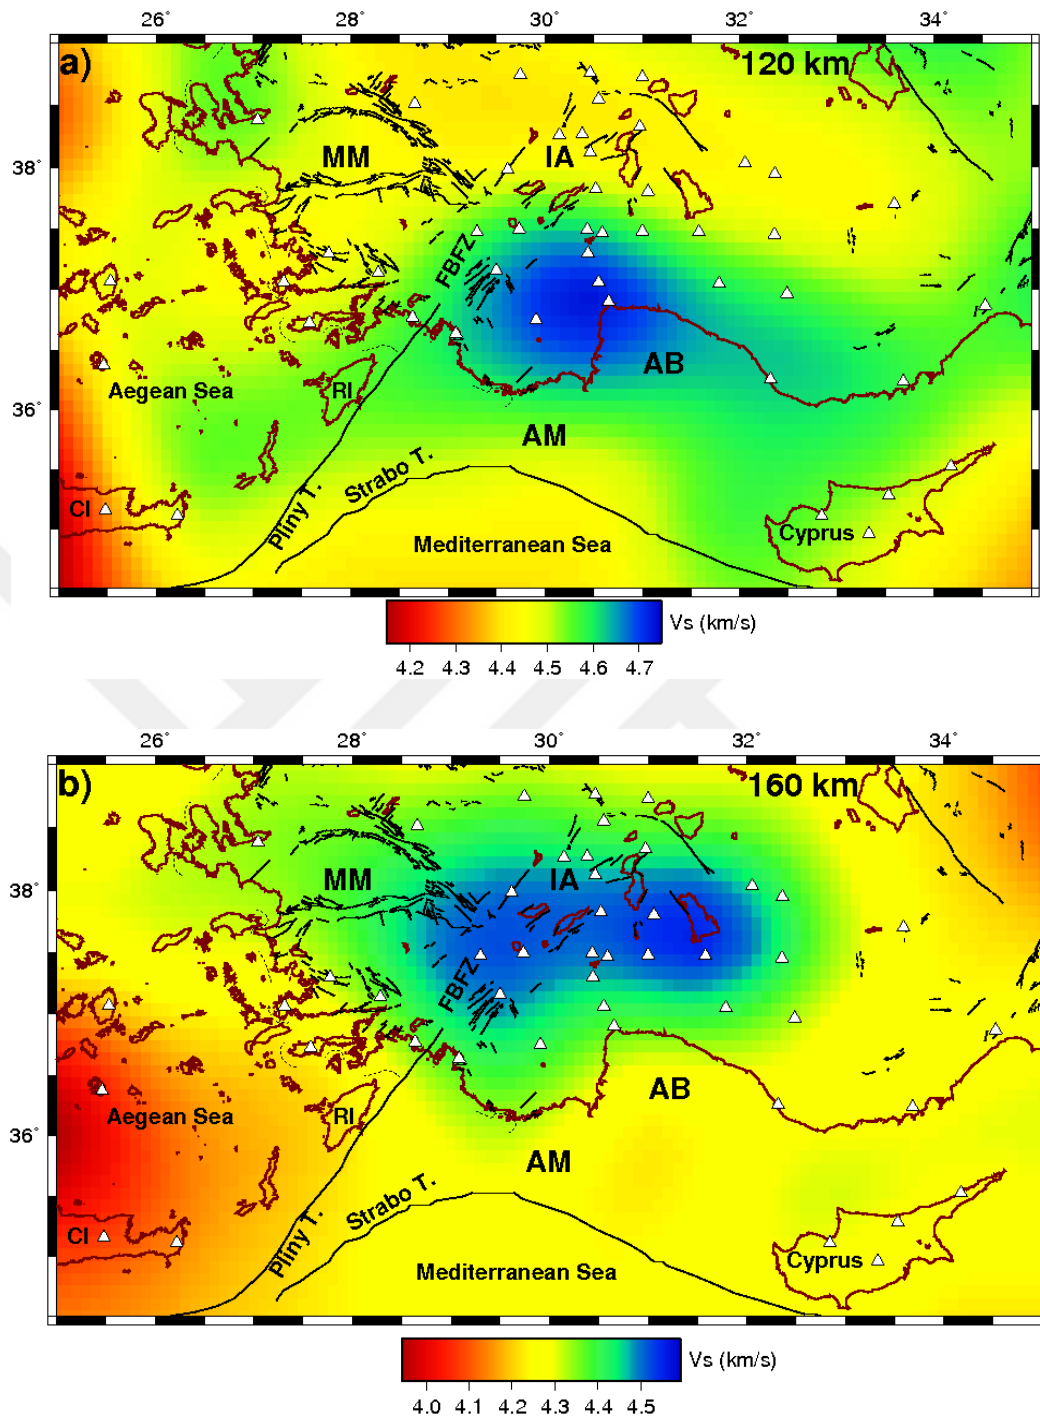 26° 28° 30° 32° 34°
a) 120 km
38°
MM IA
FBFZ
AB
Aegean Sea RI
36°
AM
Strabo T.
CI Pliny T.
Cyprus
Mediterranean Sea
Vs (km/s)
4.2 4.3 4.4 4.5 4.6 4.7
26° 28° 30° 32° 34°
b) 160 km
38°
MM IA
FBFZ
AB
Aegean Sea RI
36°
AM
Strabo T.
CI Pliny T.
Cyprus
Mediterranean Sea
Vs (km/s)
4.0 4.1 4.2 4.3 4.4 4.5